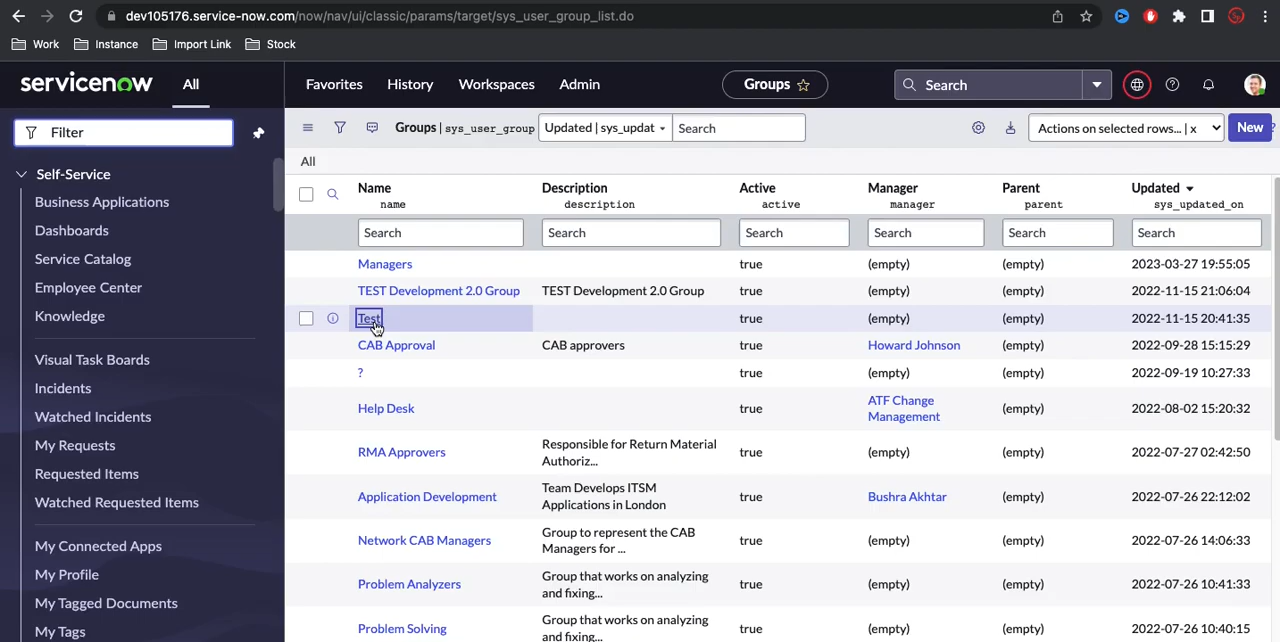 dev105176.service-now.com/now/nav/ui/classic/params/target/sys_user_group_list.do
Work Instance Import Link Stock
servicenow All Favorites History Workspaces Admin Groups Search
Filter
Groups | sys_user_group Updated | sys_updat Search Actions on selected rows... | x New
All
Self-Service
Business Applications
Dashboards
Service Catalog
Employee Center
Knowledge
Visual Task Boards
Incidents
Watched Incidents
My Requests
Requested Items
Watched Requested Items
My Connected Apps
My Profile
My Tagged Documents
My Tags
Name Description Active Manager Parent Updated
name description active manager parent sys_updated_on
Search Search Search Search Search Search
Managers true (empty) (empty) 2023-03-27 19:55:05
TEST Development 2.0 Group TEST Development 2.0 Group true (empty) (empty) 2022-11-15 21:06:04
Test true (empty) (empty) 2022-11-15 20:41:35
CAB Approval CAB approvers true Howard Johnson (empty) 2022-09-28 15:15:29
? true (empty) (empty) 2022-09-19 10:27:33
Help Desk true ATF Change (empty) 2022-08-02 15:20:32
Management
RMA Approvers Responsible for Return Material true (empty) (empty) 2022-07-27 02:42:50
Authoriz...
Application Development Team Develops ITSM true Bushra Akhtar (empty) 2022-07-26 22:12:02
Applications in London
Network CAB Managers Group to represent the CAB true (empty) (empty) 2022-07-26 14:06:33
Managers for ...
Problem Analyzers Group that works on analyzing true (empty) (empty) 2022-07-26 10:41:33
and fixing...
Problem Solving Group that works on analyzing true (empty) (empty) 2022-07-26 10:40:15
and fixing...